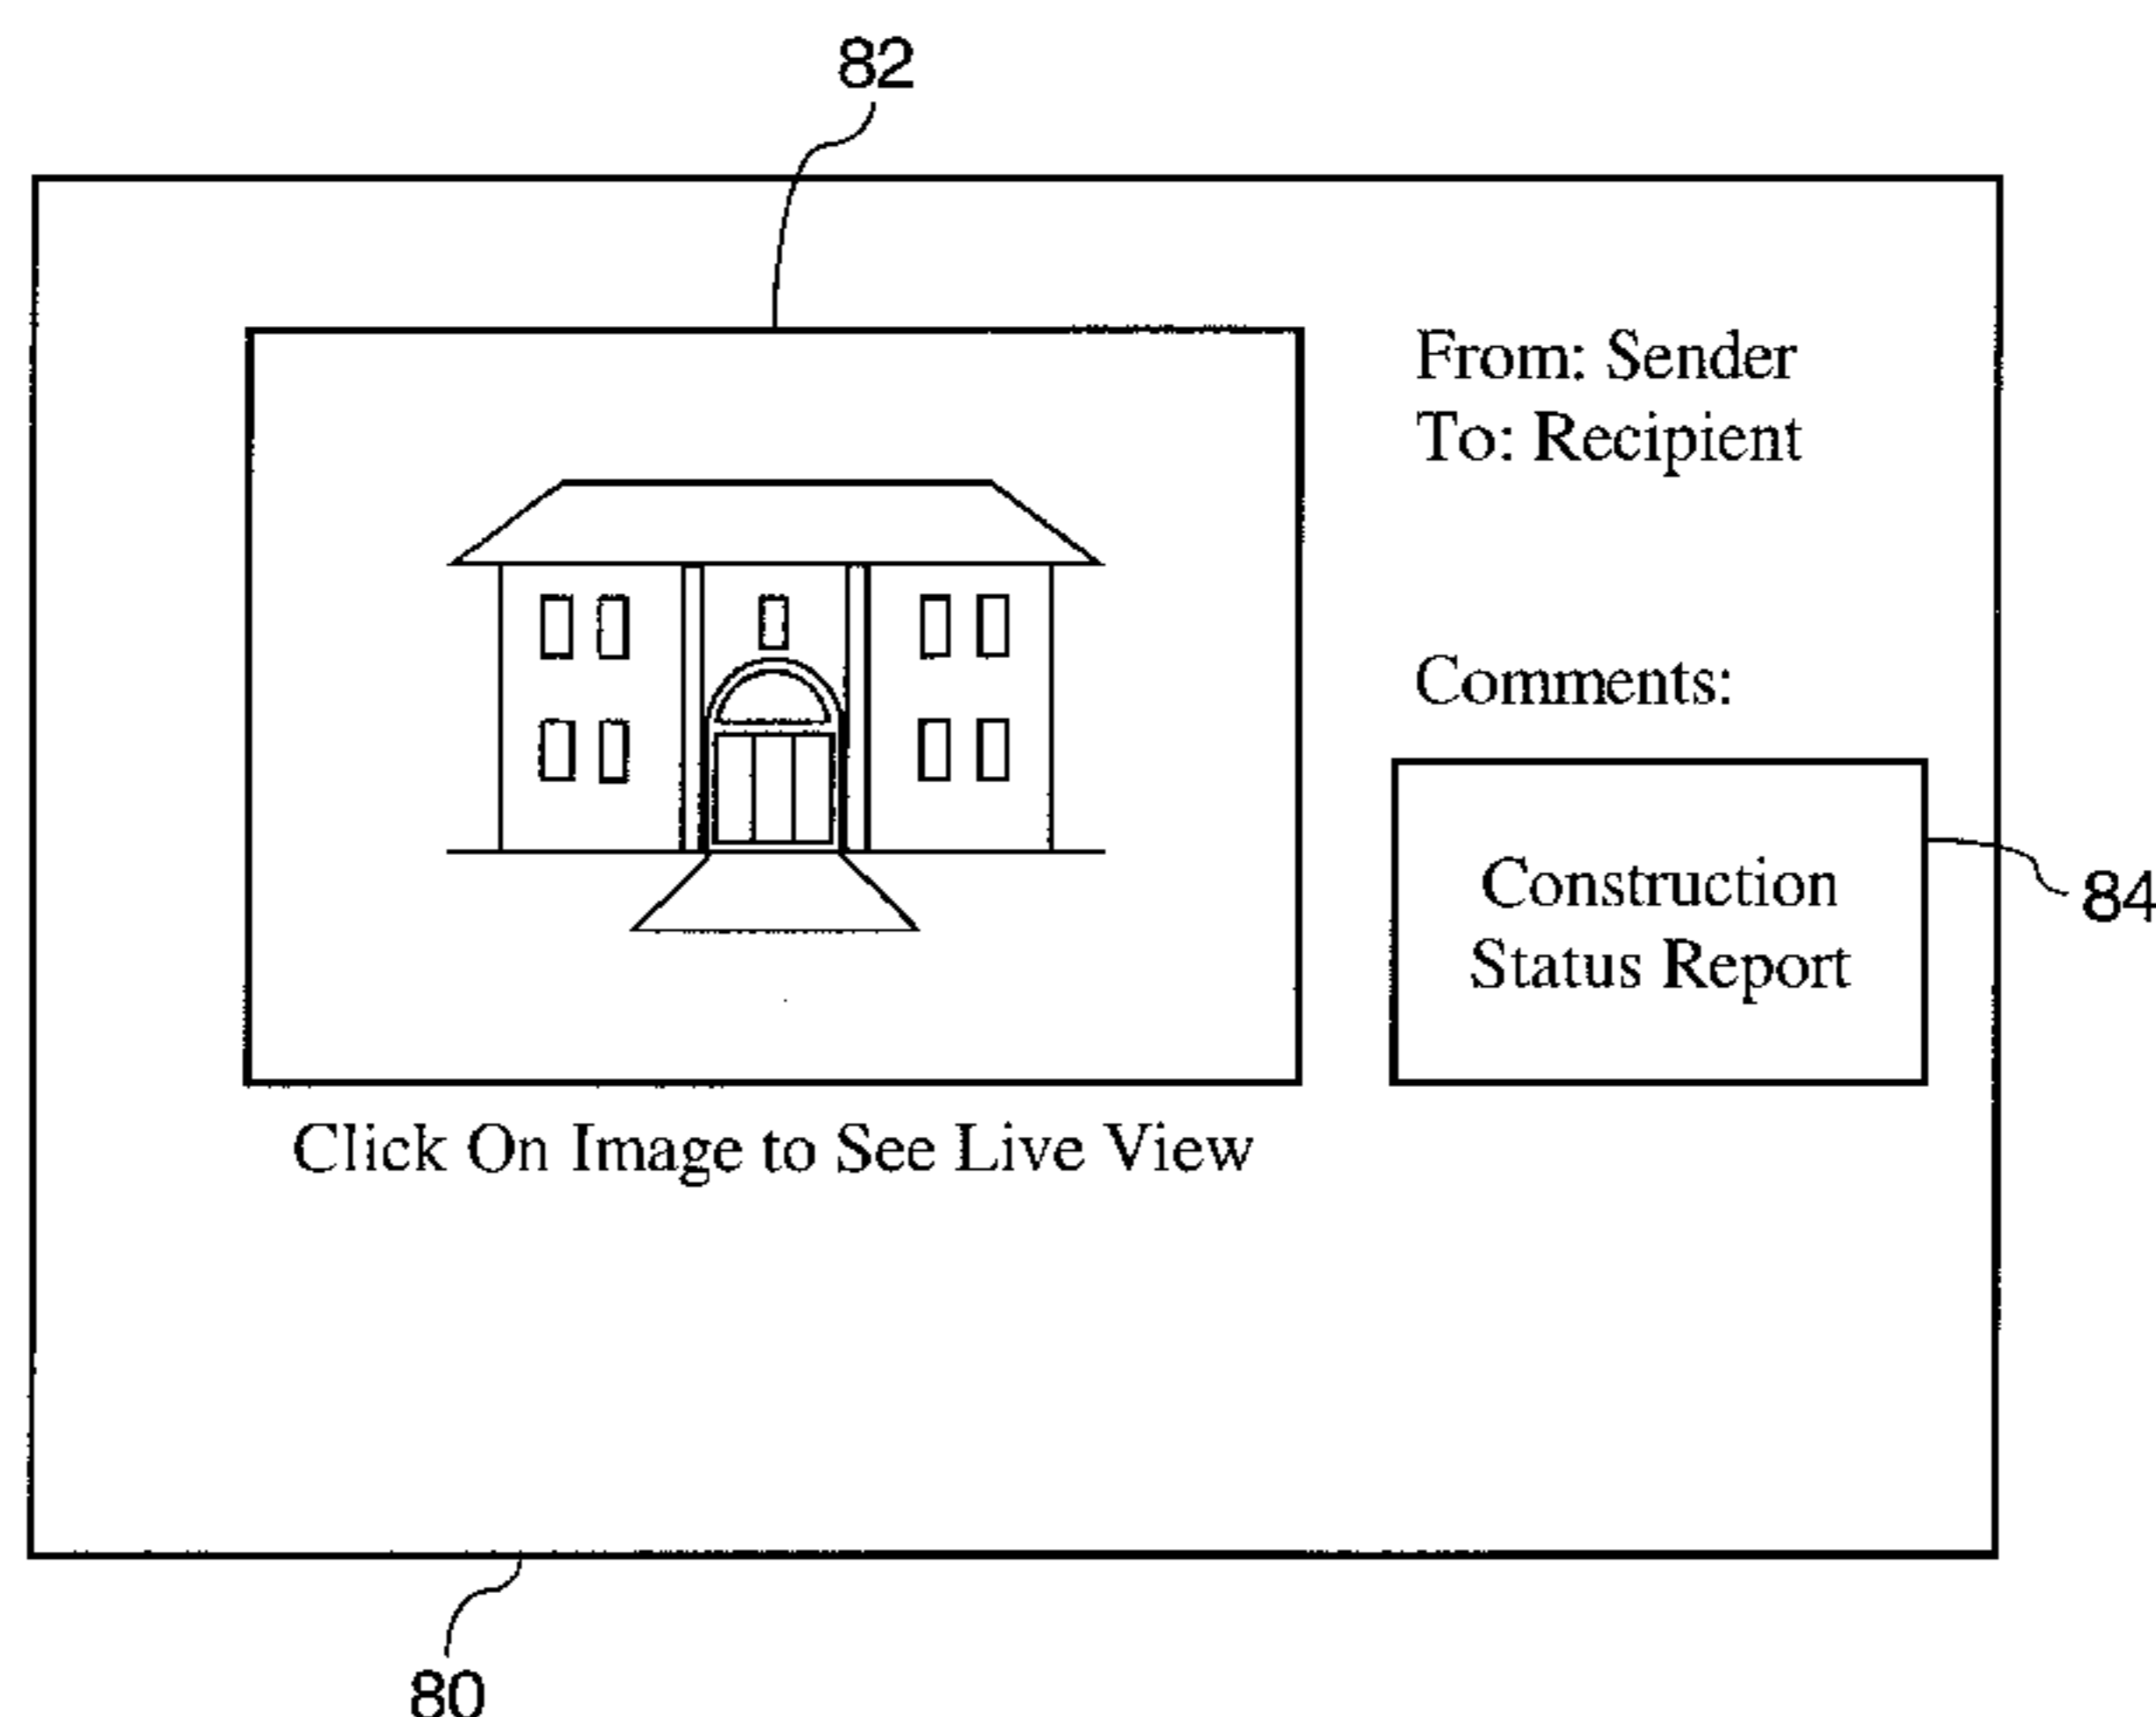 82
From: Sender
To: Recipient
Comments:
Construction
Status Report
84
Click On Image to See Live View
80